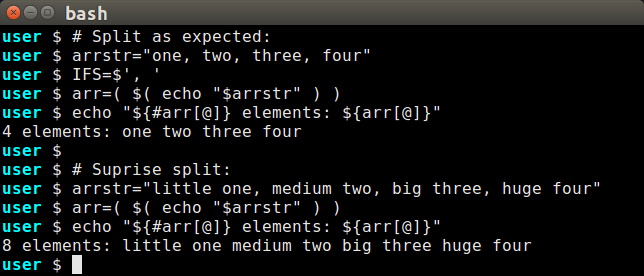 bash
user $ # Split as expected:
user $ arrstr="one, two, three, four"
user $ IFS=$', '
user $ arr=( $( echo "$arrstr" ) )
user $ echo "${#arr[@]} elements: ${arr[@]}"
4 elements: one two three four
user $
user $ # Suprise split:
user $ arrstr="little one, medium two, big three, huge four"
user $ arr=( $( echo "$arrstr" ) )
user $ echo "${#arr[@]} elements: ${arr[@]}"
8 elements: little one medium two big three huge four
user $